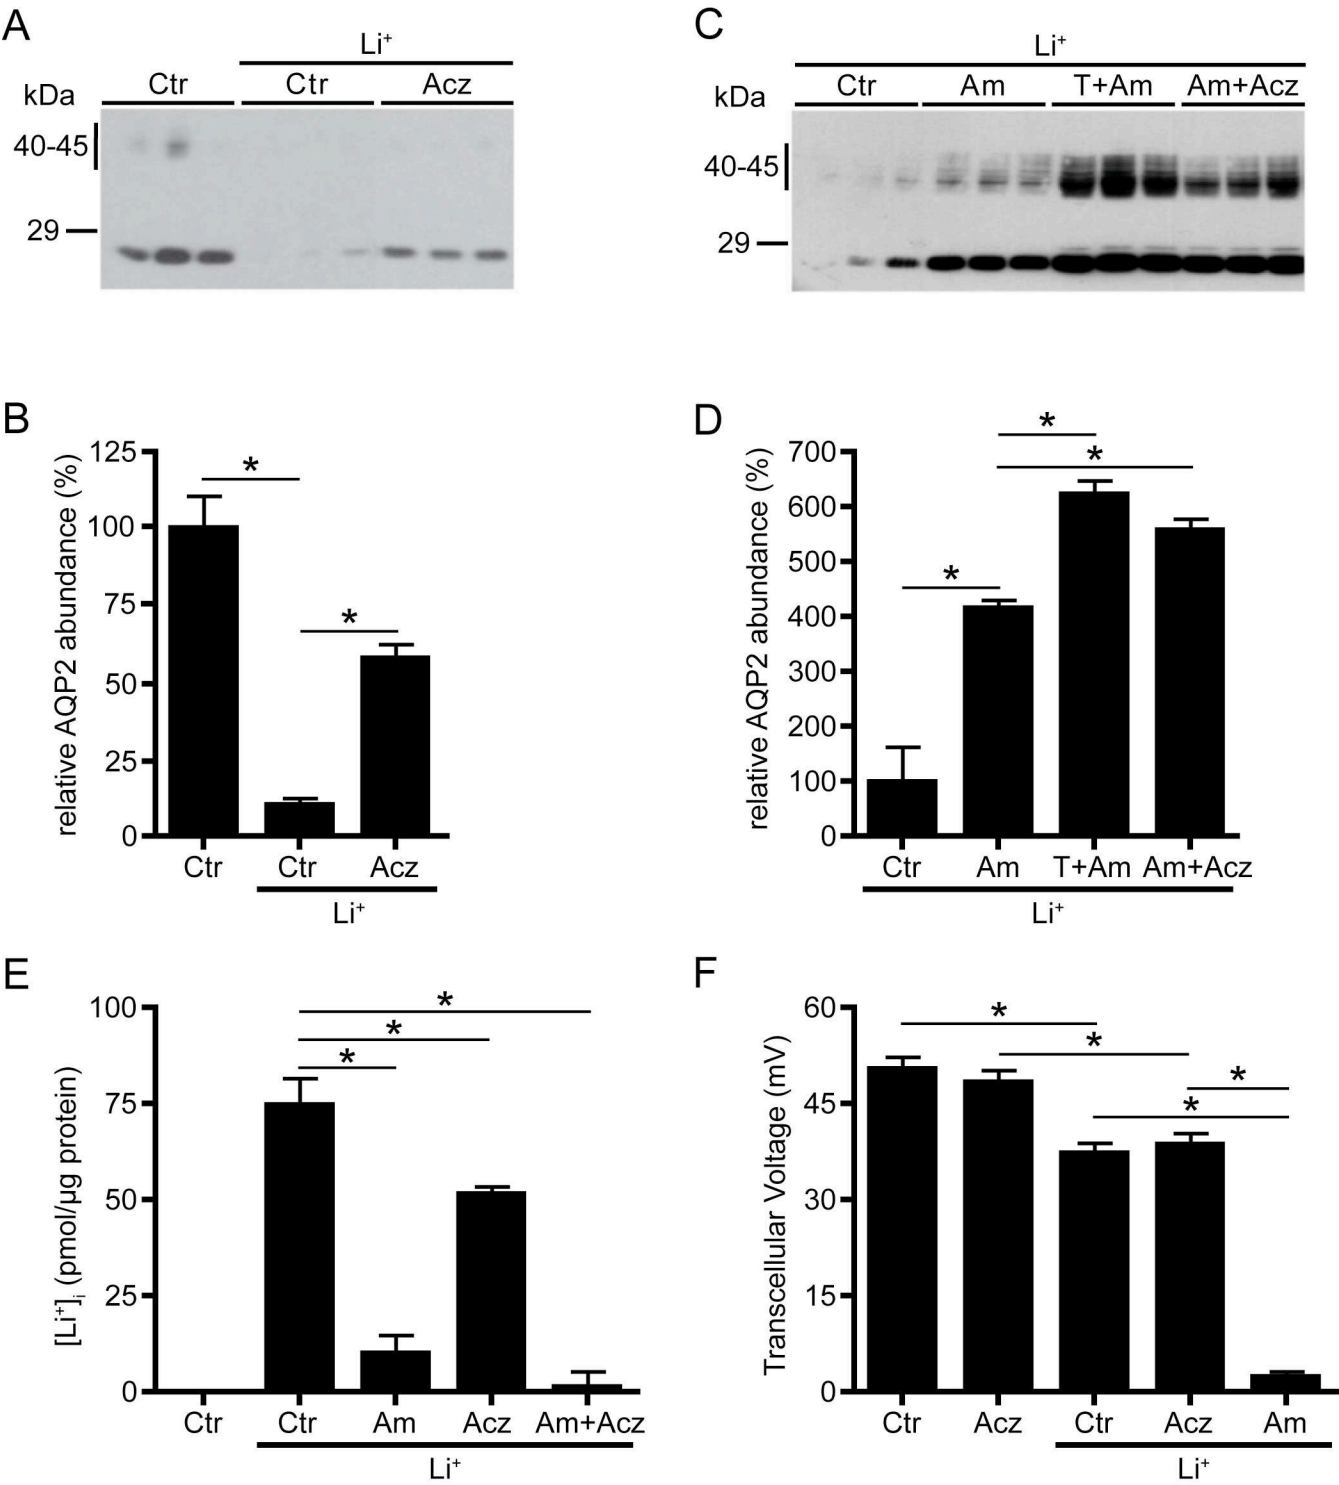 A
Li⁺
Ctr Ctr Acz
kDa
40-45
29
C
Li⁺
Ctr Am T+Am Am+Acz
kDa
40-45
29
B
relative AQP2 abundance (%)
125
100
75
50
25
0
*
*
Ctr Ctr Acz
Li⁺
D
relative AQP2 abundance (%)
700
600
500
400
300
200
100
0
*
*
*
Ctr Am T+Am Am+Acz
Li⁺
E
[Li⁺]ᵢ (pmol/µg protein)
100
75
50
25
0
*
*
*
Ctr Ctr Am Acz Am+Acz
Li⁺
F
Transcellular Voltage (mV)
60
45
30
15
0
*
*
*
*
Ctr Acz Ctr Acz Am
Li⁺